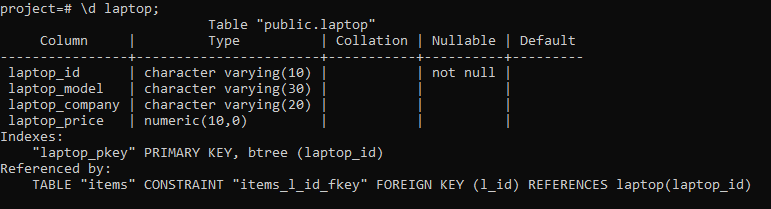 project=# \d laptop;
                          Table "public.laptop"
     Column     |         Type          | Collation | Nullable | Default
----------------+-----------------------+-----------+----------+---------
 laptop_id      | character varying(10) |           | not null |
 laptop_model   | character varying(30) |           |          |
 laptop_company | character varying(20) |           |          |
 laptop_price   | numeric(10,0)         |           |          |
Indexes:
    "laptop_pkey" PRIMARY KEY, btree (laptop_id)
Referenced by:
    TABLE "items" CONSTRAINT "items_l_id_fkey" FOREIGN KEY (l_id) REFERENCES laptop(laptop_id)